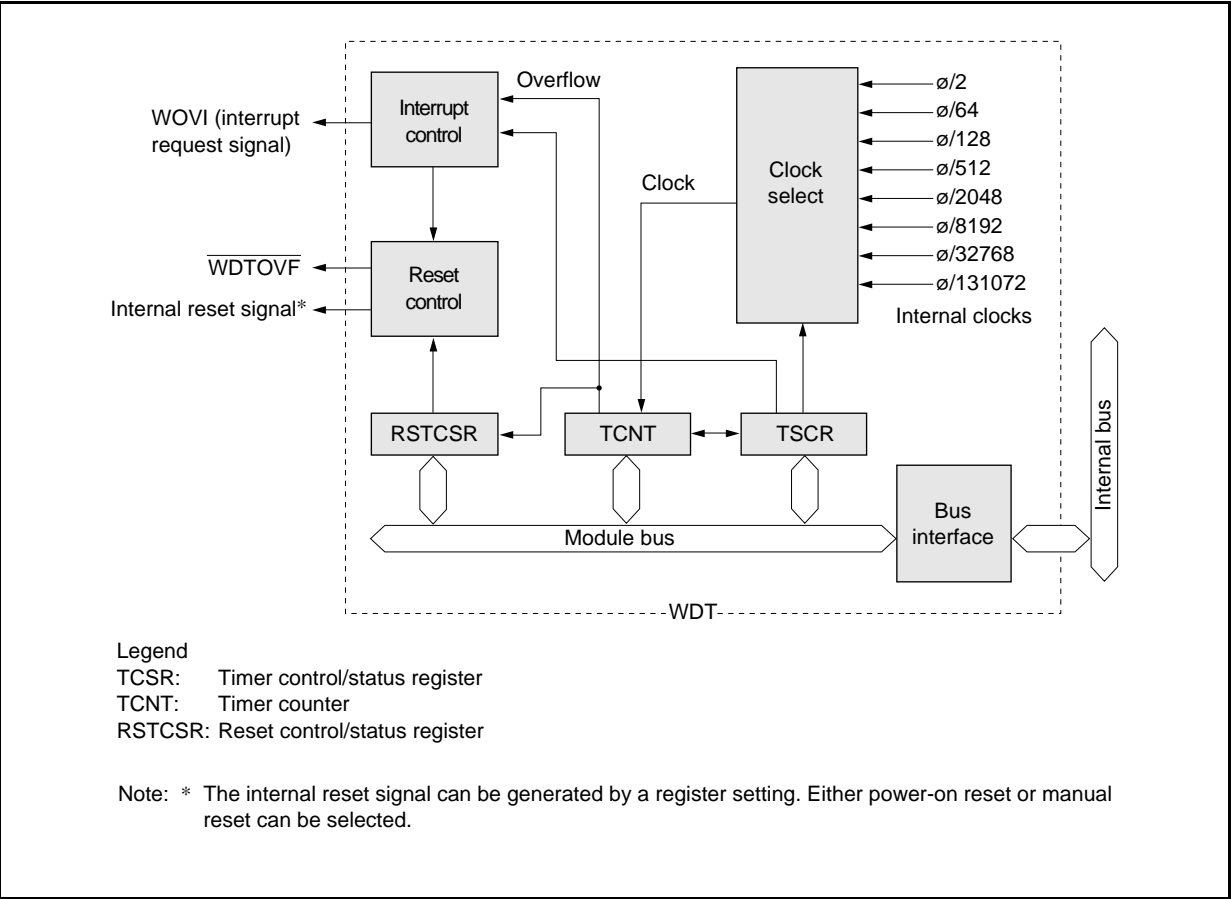 Overflow
Interrupt
control
WOVI (interrupt
request signal)
Clock
Clock
select
ø/2
ø/64
ø/128
ø/512
ø/2048
ø/8192
ø/32768
ø/131072
Internal clocks
WDTOVF
Internal reset signal*
Reset
control
RSTCSR
TCNT
TSCR
Internal bus
Module bus
Bus
interface
WDT
Legend
TCSR: Timer control/status register
TCNT: Timer counter
RSTCSR: Reset control/status register
Note: * The internal reset signal can be generated by a register setting. Either power-on reset or manual
reset can be selected.